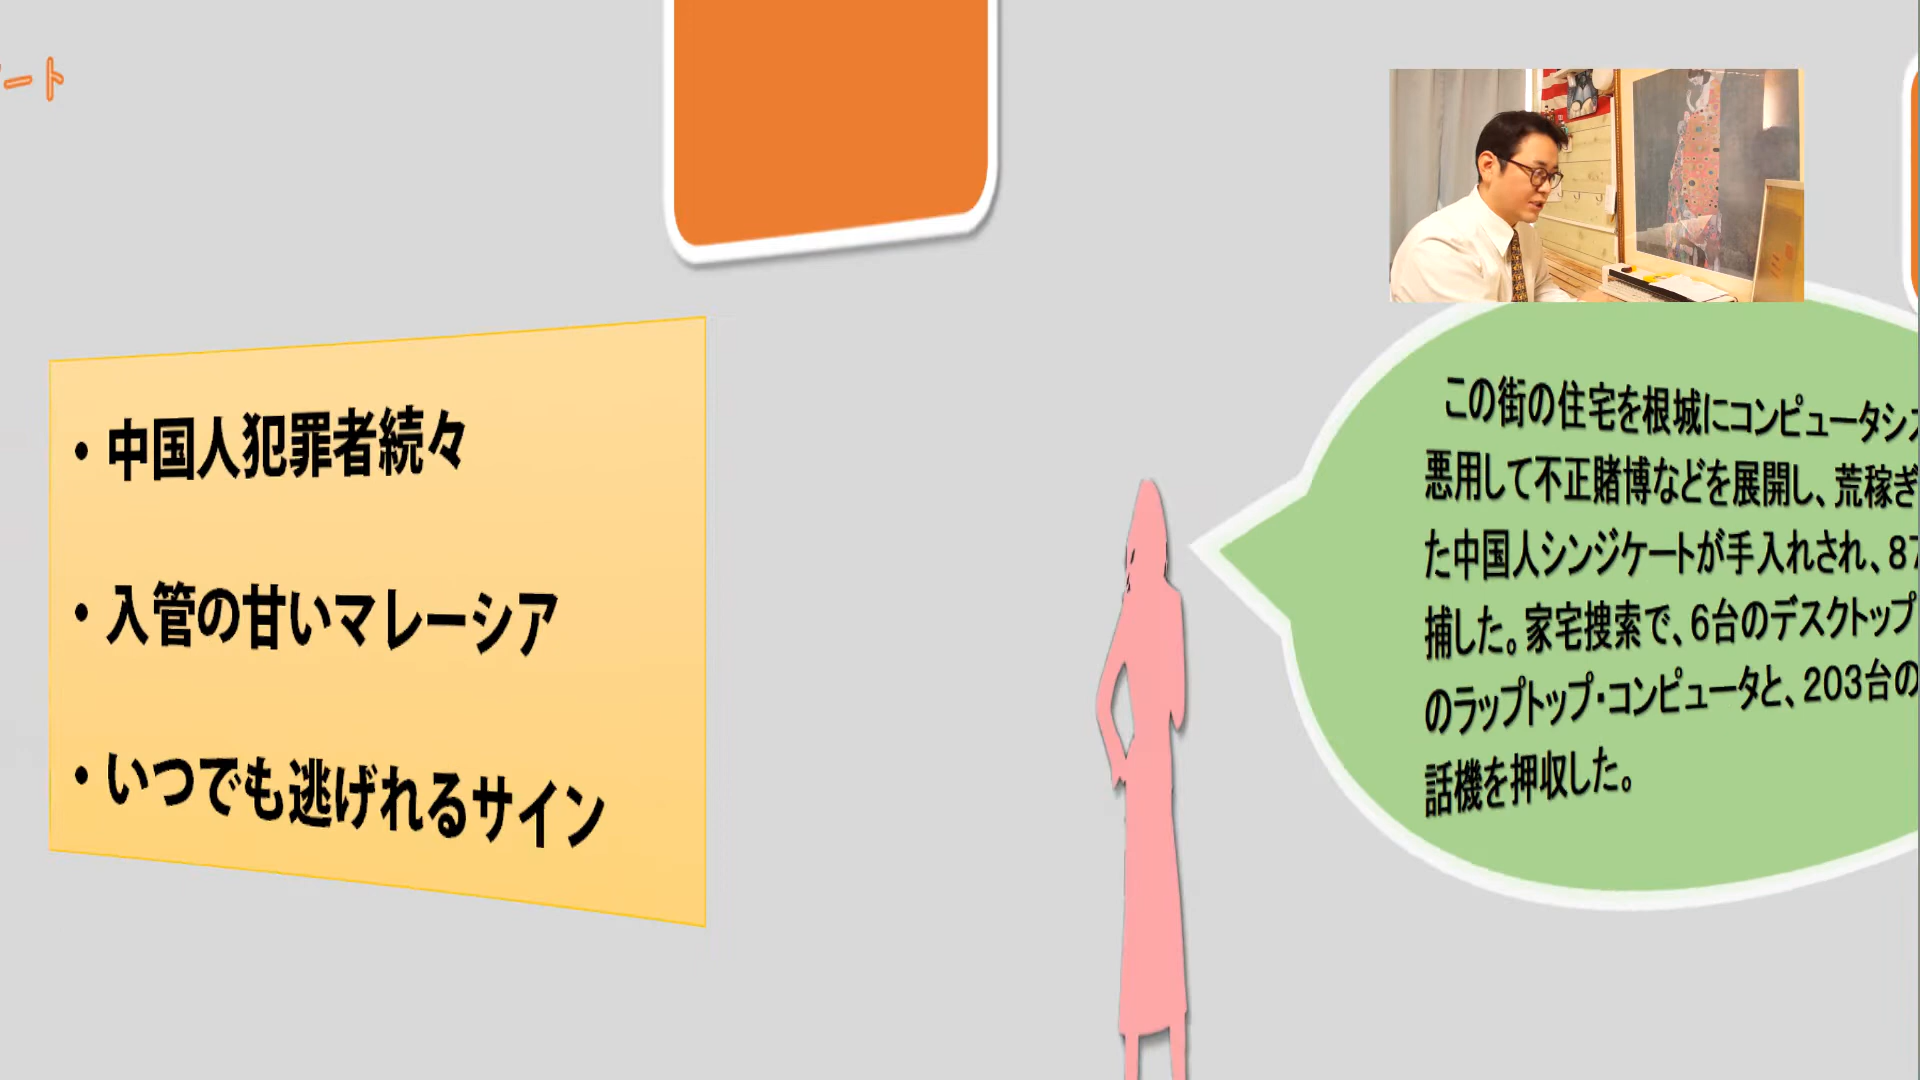 ート
・中国人犯罪者続々
・入管の甘いマレーシア
・いつでも逃げれるサイン
この街の住宅を根城にコンピュータシス
悪用して不正賭博などを展開し、荒稼ぎ
た中国人シンジケートが手入れされ、87
捕した。家宅捜索で、6台のデスクトップ
のラップトップ・コンピュータと、203台の
話機を押収した。